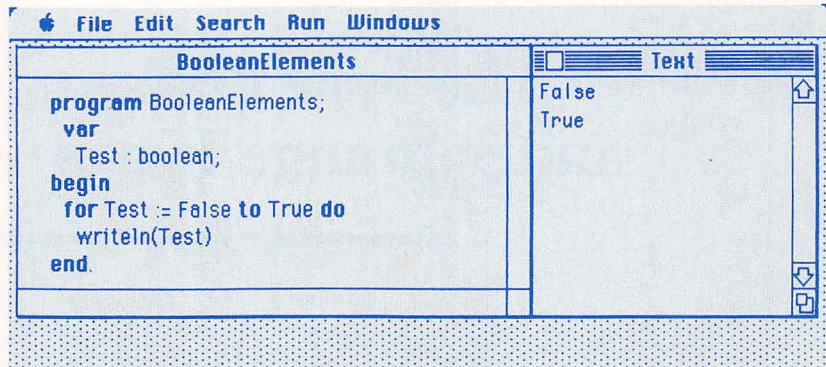 File Edit Search Run Windows
BooleanElements
program BooleanElements;
var
Test : boolean;
begin
for Test := False to True do
writeln(Test)
end.
Text
False
True